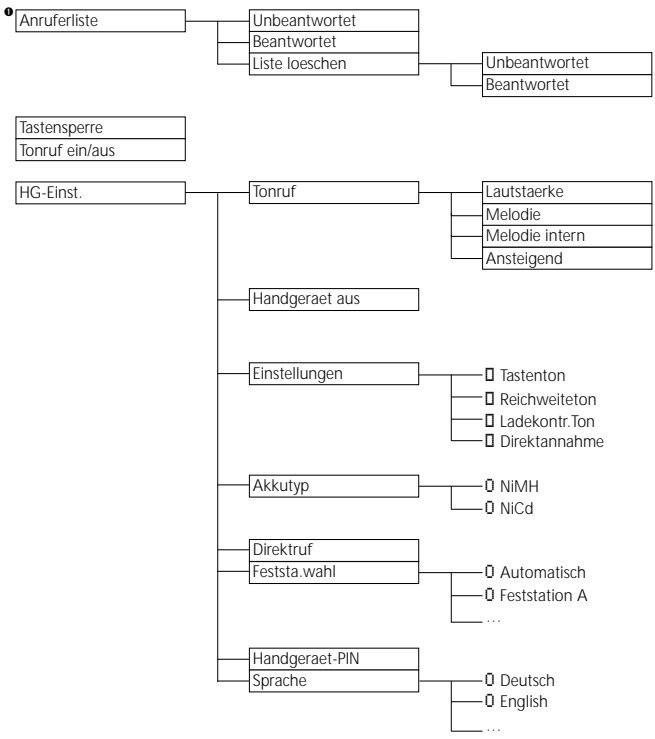 ❶ Anruferliste Unbeantwortet
Beantwortet
Liste loeschen Unbeantwortet
Beantwortet
Tastensperre
Tonruf ein/aus
HG-Einst. Tonruf Lautstaerke
Melodie
Melodie intern
Ansteigend
Handgeraet aus
Einstellungen Tastenton
Reichweiteton
Ladekontr.Ton
Direktannahme
Akkutyp NiMH
NiCd
Direktruf
Feststa.wahl Automatisch
Feststation A
...
Handgeraet-PIN
Sprache Deutsch
English
...